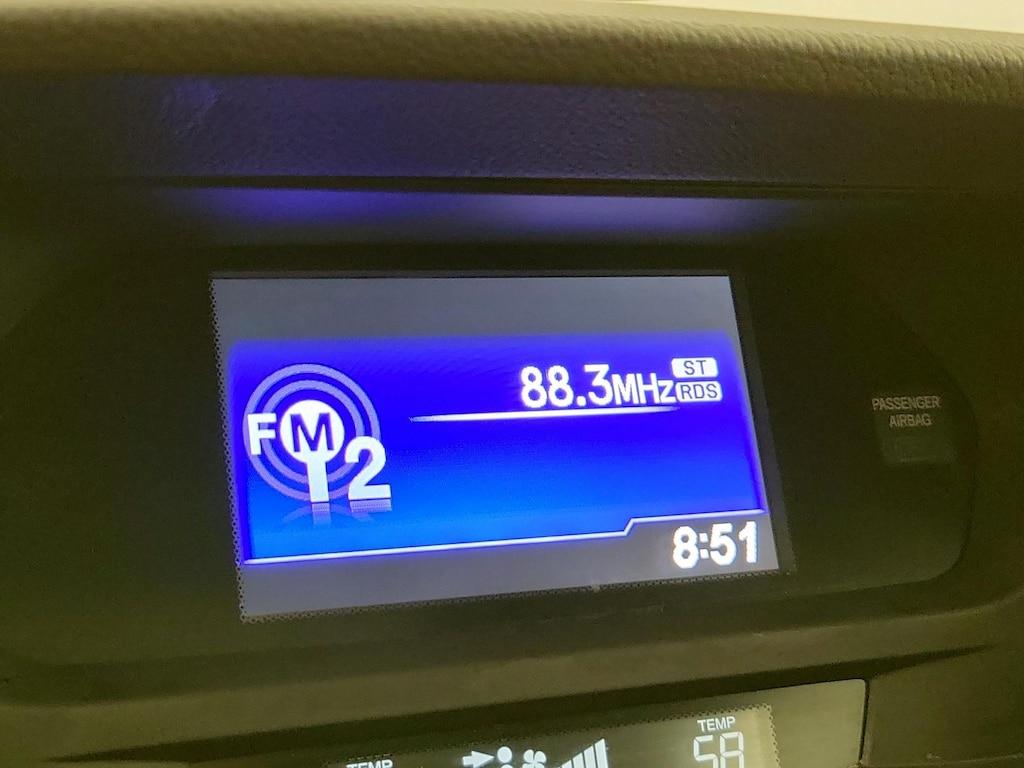 88.3MHz ST
RDS
FM
2
PASSENGER
AIRBAG
8:51
TEMP
TEMP